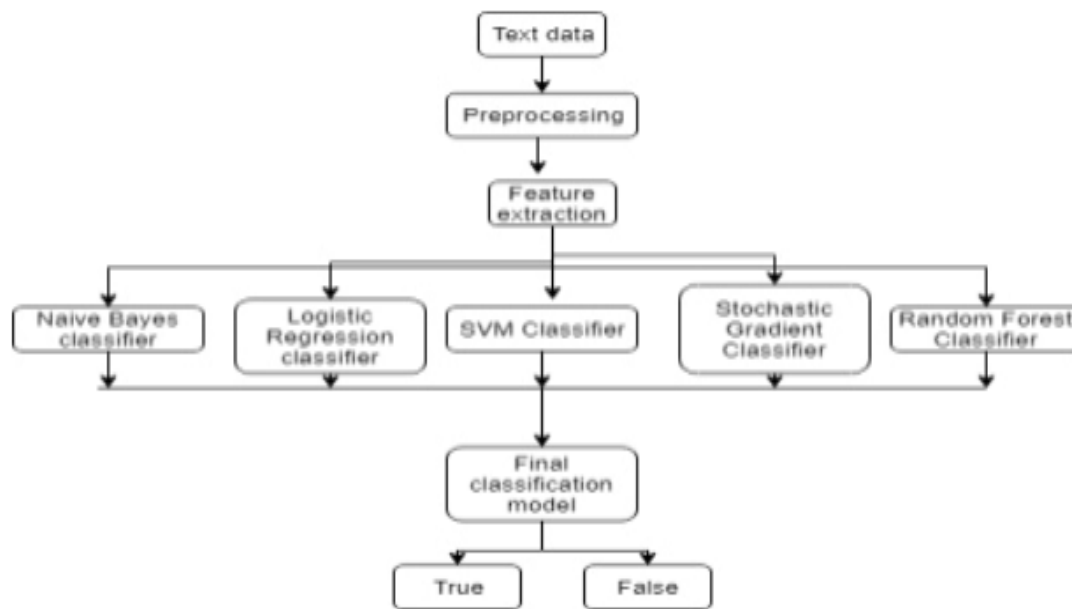 Text data
Preprocessing
Feature
extraction
Naive Bayes
classifier
Logistic
Regression
classifier
SVM Classifier
Stochastic
Gradient
Classifier
Random Forest
Classifier
Final
classification
model
True
False